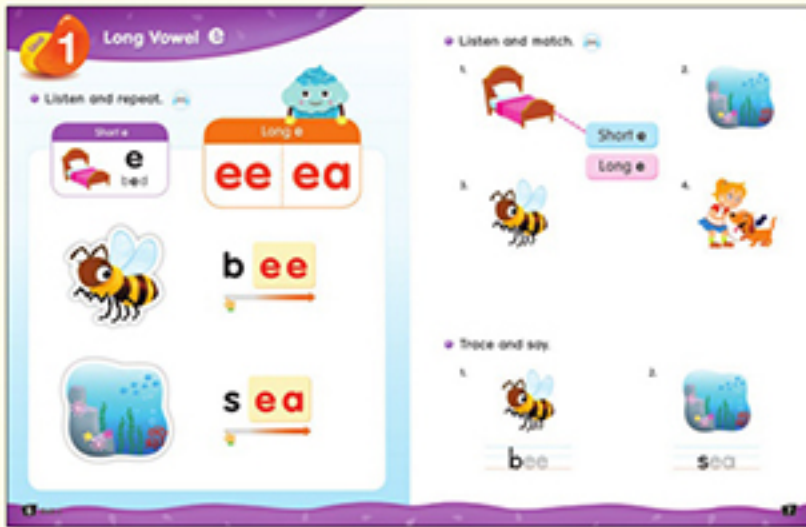 Unit
1
Long Vowel e
Listen and repeat.
Short e
e
bed
Long e
ee ea
b ee
s ea
Listen and match.
1.
2.
Short e
Long e
3.
4.
Trace and say.
1.
2.
bee
sea